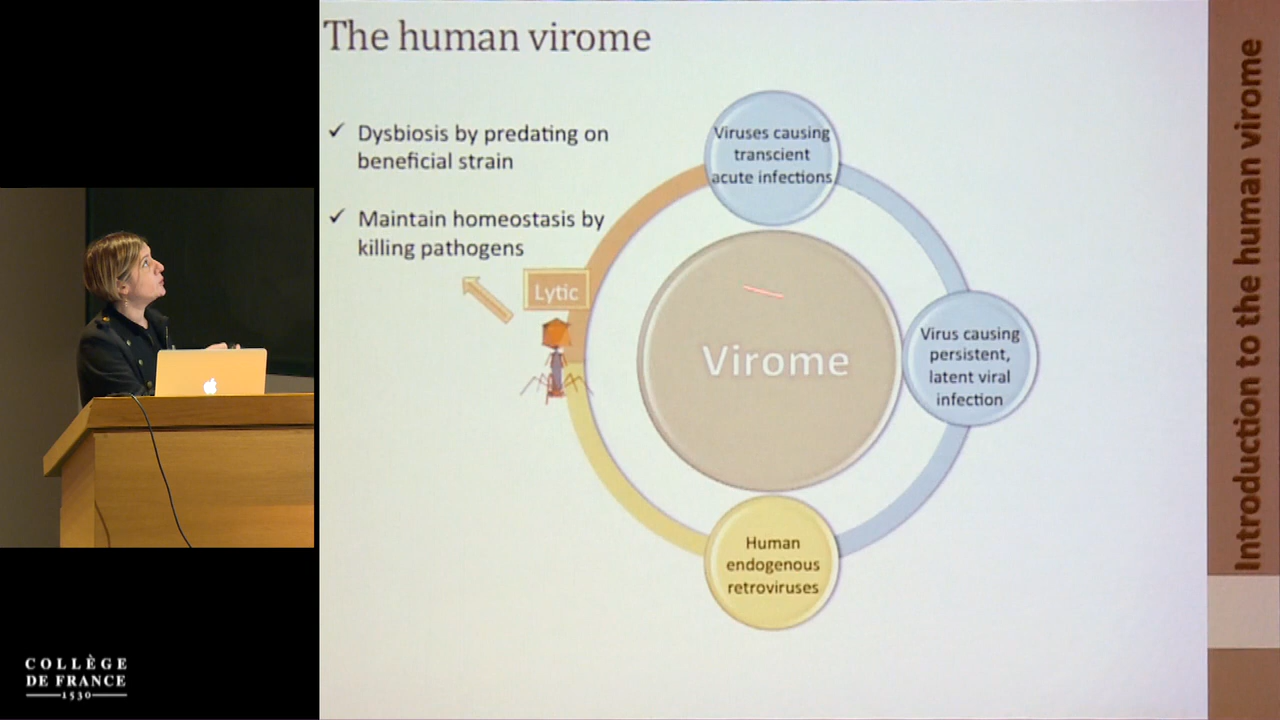 The human virome
✓ Dysbiosis by predating on
beneficial strain
✓ Maintain homeostasis by
killing pathogens
Lytic
Viruses causing
transcient
acute infections
Virome
Virus causing
persistent,
latent viral
infection
Human
endogenous
retroviruses
Introduction to the human virome
COLLÈGE
DE FRANCE
1530